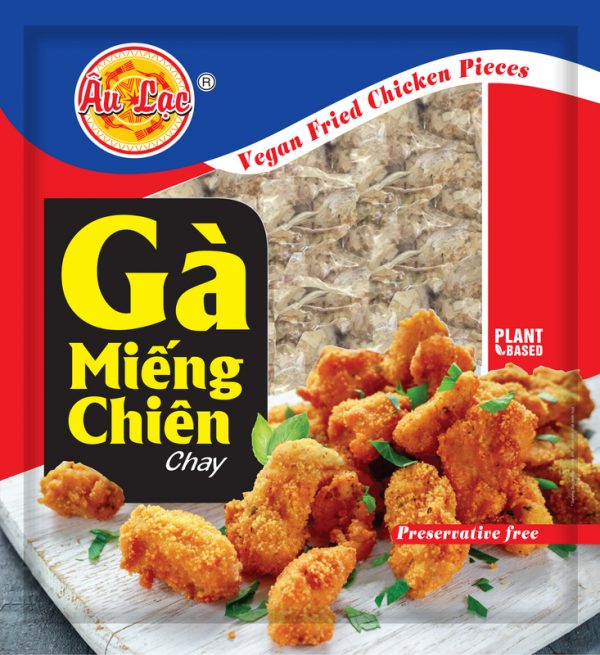 Âu Lạc ®
Vegan Fried Chicken Pieces
Gà
Miếng
Chiên
Chay
PLANT
BASED
Preservative free